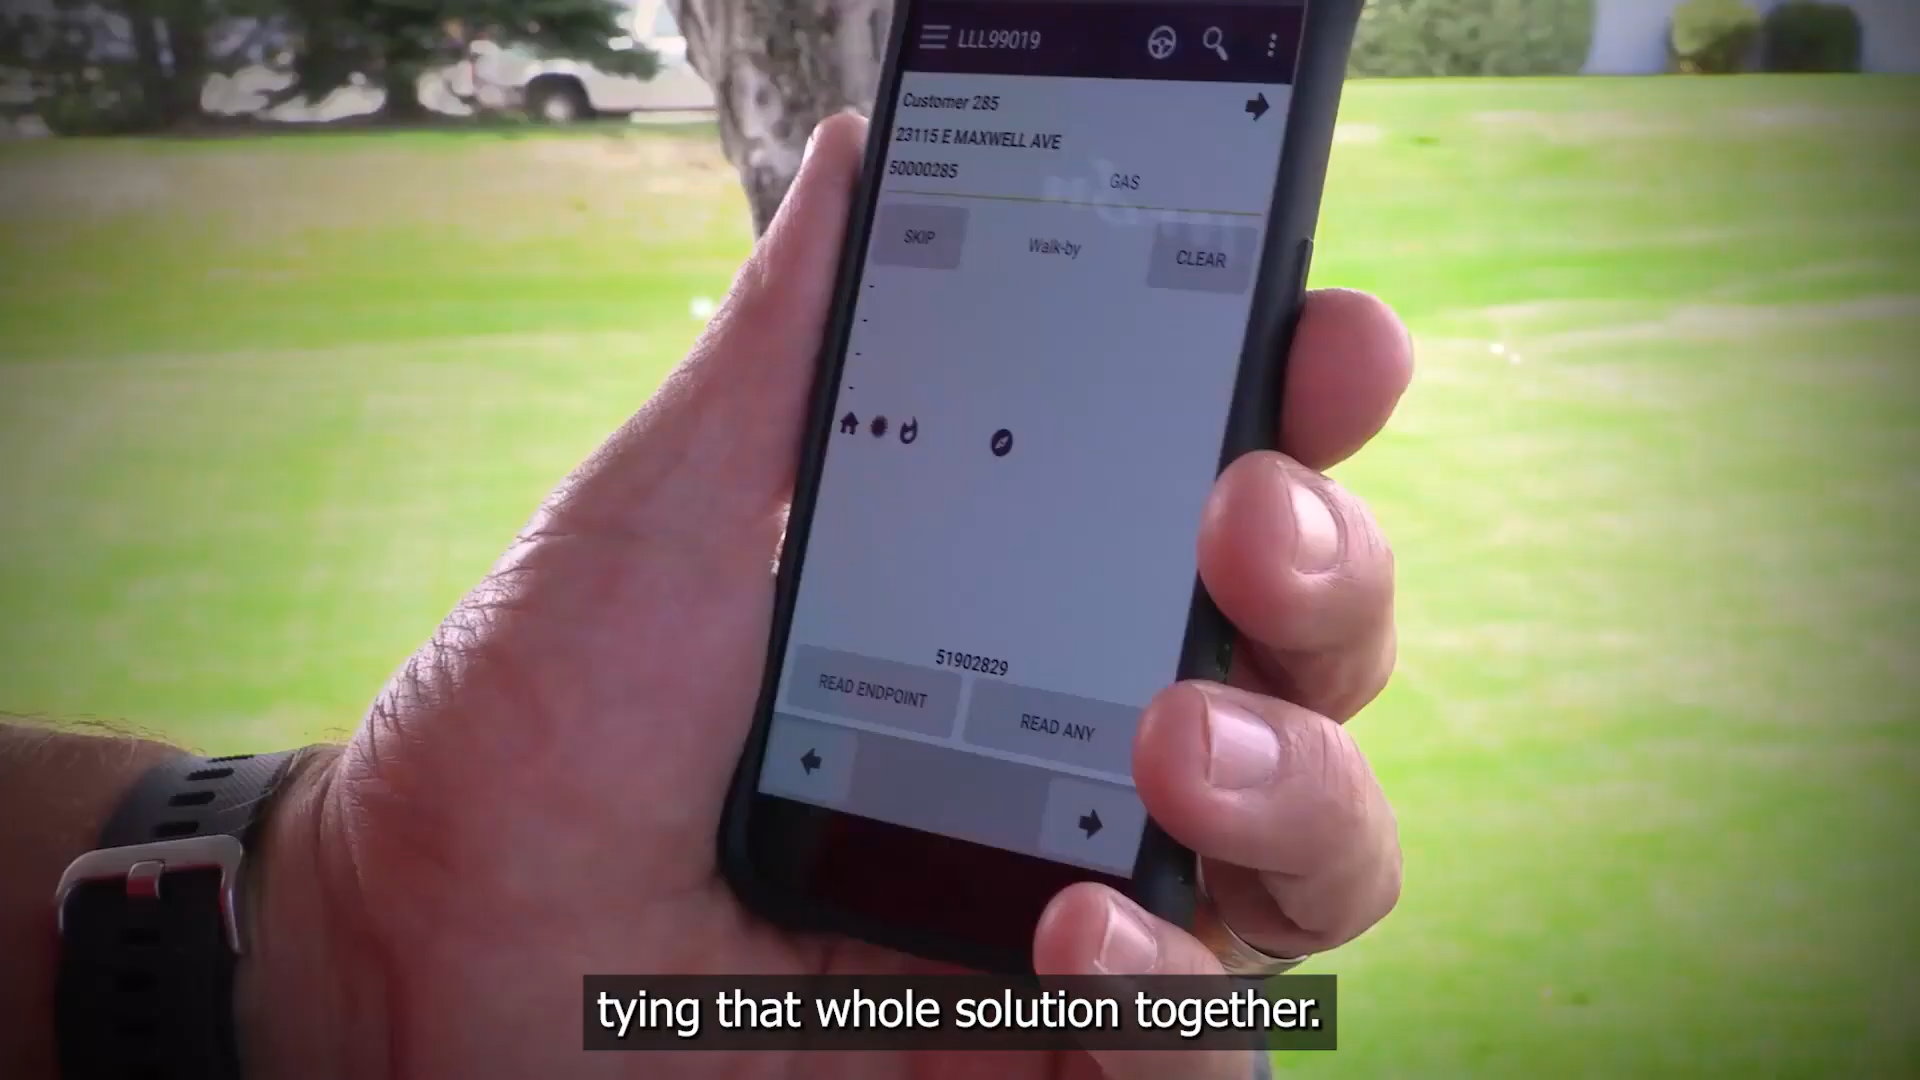 LLL99019
Customer 285
23115 E MAXWELL AVE
50000285
GAS
SKIP
Walk-by
CLEAR
51902829
READ ENDPOINT
READ ANY
tying that whole solution together.